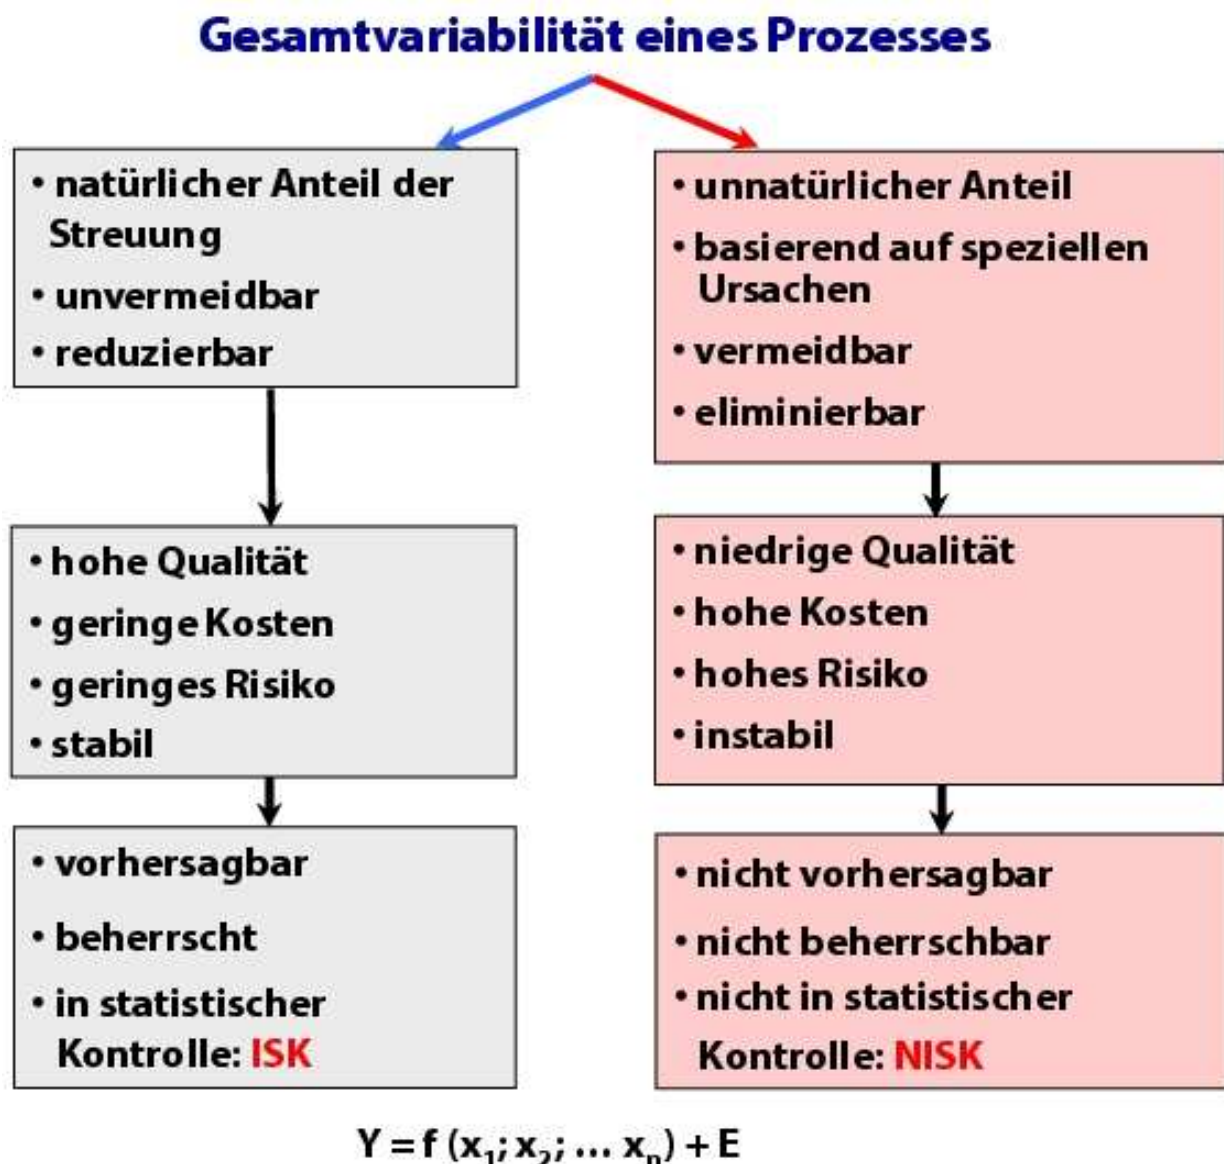 Gesamtvariabilität eines Prozesses
• natürlicher Anteil der
Streuung
• unvermeidbar
• reduzierbar
• hohe Qualität
• geringe Kosten
• geringes Risiko
• stabil
• vorhersagbar
• beherrscht
• in statistischer
Kontrolle: ISK
• unnatürlicher Anteil
• basierend auf speziellen
Ursachen
• vermeidbar
• eliminierbar
• niedrige Qualität
• hohe Kosten
• hohes Risiko
• instabil
• nicht vorhersagbar
• nicht beherrschbar
• nicht in statistischer
Kontrolle: NISK
Y = f (x₁; x₂; ... xₙ) + E